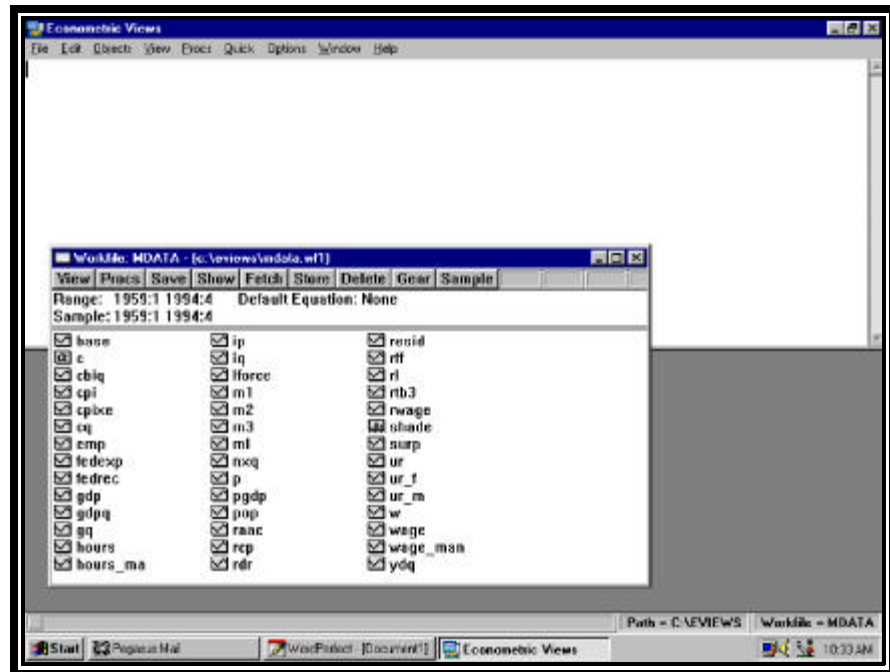 Econometric Views
File Edit Objects View Procs Quick Options Window Help
Workfile: MDATA - [c:\eviews\mdata.wf1]
View Procs Save Show Fetch Store Delete Genr Sample
Range: 1959:1 1994:4 Default Equation: None
Sample: 1959:1 1994:4
base ip resid
c iq rff
cbiq lforce rl
cpi m1 rtb3
cpixe m2 rwage
cq m3 shade
emp ml surp
fedexp nxq ur
fedrec p ur_f
gdp pgdp ur_m
gdpq pop w
gq raac wage
hours rcp wage_man
hours_ma rdr ydq
Path = C:\EVIEWS Workfile = MDATA
Start Pegasus Mail WordPerfect - [Document1] Econometric Views 10:33 AM